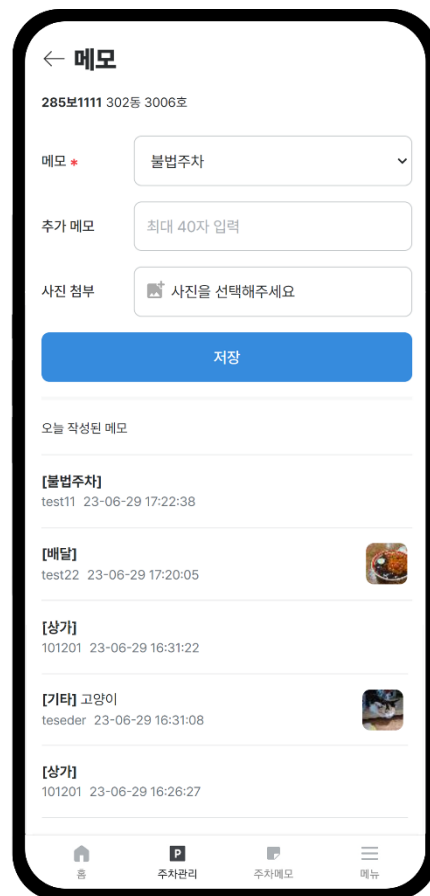 메모
285보1111 302동 3006호
메모 *
불법주차
추가 메모
최대 40자 입력
사진 첨부
사진을 선택해주세요
저장
오늘 작성된 메모
[불법주차]
test11 23-06-29 17:22:38
[배달]
test22 23-06-29 17:20:05
[상가]
101201 23-06-29 16:31:22
[기타] 고양이
teseder 23-06-29 16:31:08
[상가]
101201 23-06-29 16:26:27
홈
P
주차관리
주차메모
메뉴